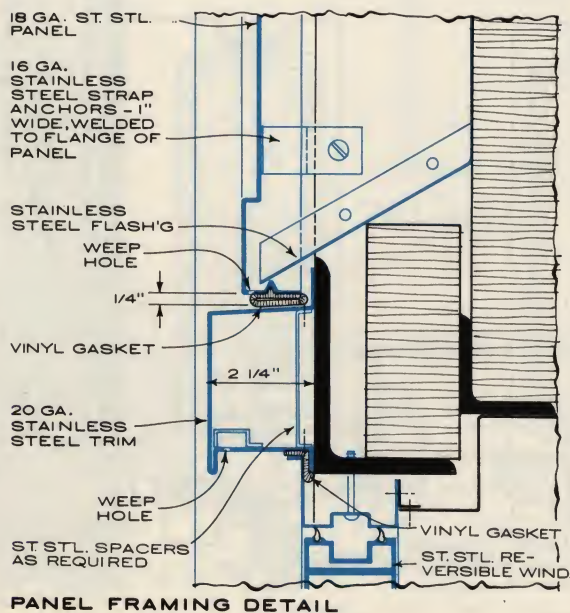 18 GA. ST. STL.
PANEL
16 GA.
STAINLESS
STEEL STRAP
ANCHORS - 1"
WIDE, WELDED
TO FLANGE OF
PANEL
STAINLESS
STEEL FLASH'G
WEEP
HOLE
1/4"
VINYL GASKET
2 1/4"
20 GA.
STAINLESS
STEEL TRIM
WEEP
HOLE
ST. STL. SPACERS
AS REQUIRED
VINYL GASKET
ST. STL. RE-
VERSIBLE WIND
PANEL FRAMING DETAIL